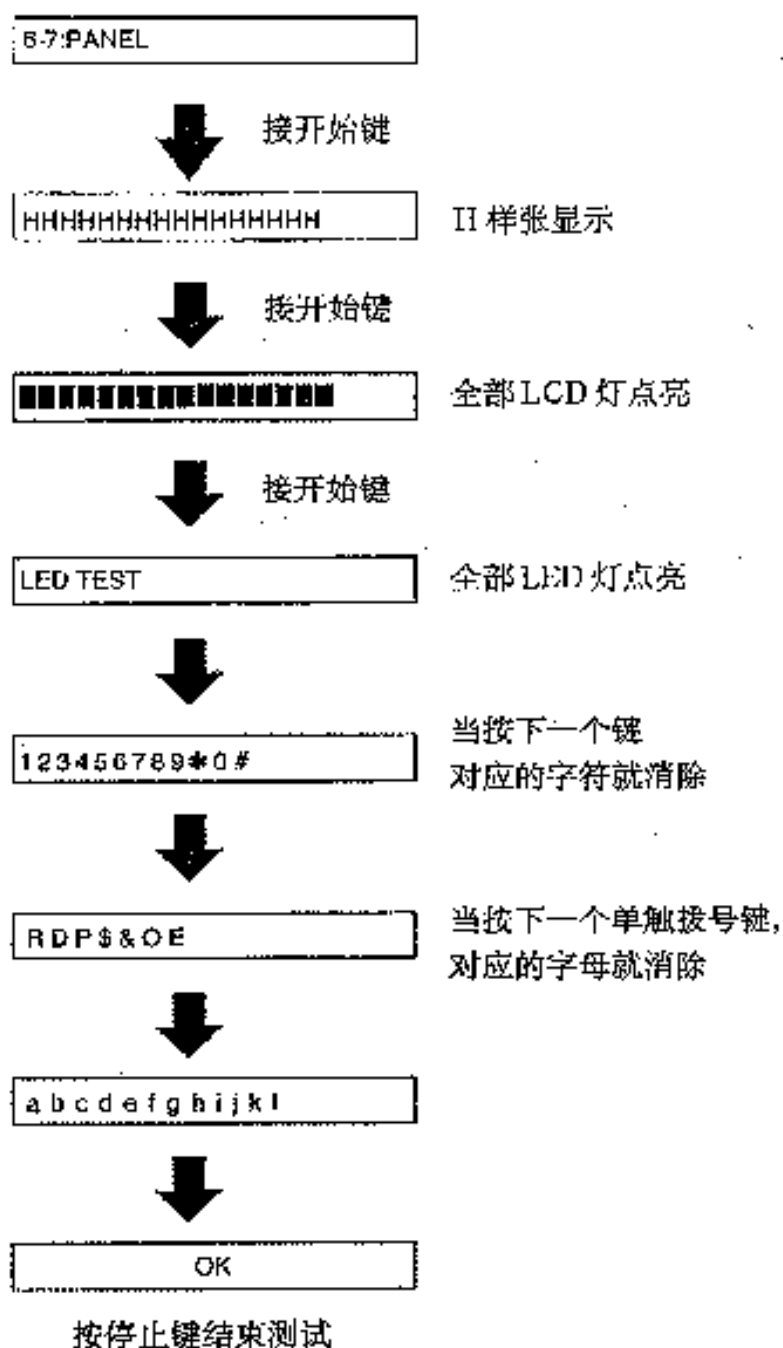 6-7:PANEL
接开始键
HHHHHHHHHHHHHHHH
H 样张显示
接开始键
全部 LCD 灯点亮
接开始键
LED TEST
全部 LED 灯点亮
123456789*0#
当按下一个键
对应的字符就消除
RDP$&OE
当按下一个单触拨号键,
对应的字母就消除
abcdefghijkl
OK
按停止键结束测试